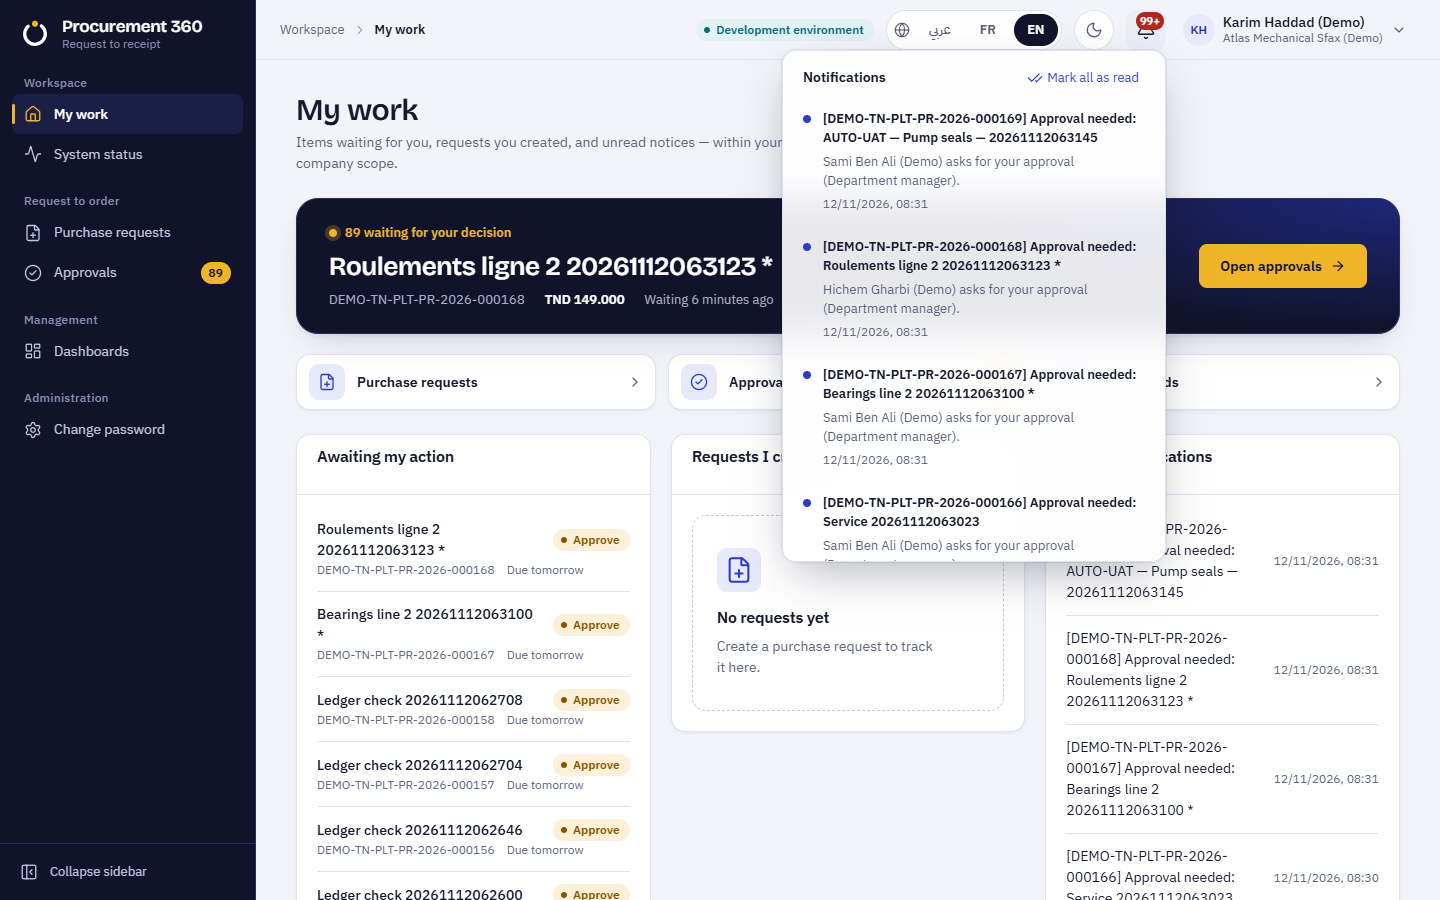 Procurement 360
Request to receipt
Workspace
My work
System status
Request to order
Purchase requests
Approvals
89
Management
Dashboards
Administration
Change password
Collapse sidebar
Workspace
My work
Development environment
عربي
FR
EN
99+
KH
Karim Haddad (Demo)
Atlas Mechanical Sfax (Demo)
My work
Items waiting for you, requests you created, and unread notices — within your
company scope.
89 waiting for your decision
Roulements ligne 2 20261112063123 *
DEMO-TN-PLT-PR-2026-000168
TND 149.000
Waiting 6 minutes ago
Open approvals
Purchase requests
Notifications
Mark all as read
[DEMO-TN-PLT-PR-2026-000169] Approval needed:
AUTO-UAT — Pump seals — 20261112063145
Sami Ben Ali (Demo) asks for your approval
(Department manager).
12/11/2026, 08:31
[DEMO-TN-PLT-PR-2026-000168] Approval needed:
Roulements ligne 2 20261112063123 *
Hichem Gharbi (Demo) asks for your approval
(Department manager).
12/11/2026, 08:31
[DEMO-TN-PLT-PR-2026-000167] Approval needed:
Bearings line 2 20261112063100 *
Sami Ben Ali (Demo) asks for your approval
(Department manager).
12/11/2026, 08:31
[DEMO-TN-PLT-PR-2026-000166] Approval needed:
Service 20261112063023
Sami Ben Ali (Demo) asks for your approval
Awaiting my action
Roulements ligne 2
20261112063123 *
Approve
DEMO-TN-PLT-PR-2026-000168
Due tomorrow
Bearings line 2 20261112063100
*
Approve
DEMO-TN-PLT-PR-2026-000167
Due tomorrow
Ledger check 20261112062708
Approve
DEMO-TN-PLT-PR-2026-000158
Due tomorrow
Ledger check 20261112062704
Approve
DEMO-TN-PLT-PR-2026-000157
Due tomorrow
Ledger check 20261112062646
Approve
DEMO-TN-PLT-PR-2026-000156
Due tomorrow
Ledger check 20261112062600
Approve
Requests I
No requests yet
Create a purchase request to track
it here.
needed:
AUTO-UAT — Pump seals —
20261112063145
12/11/2026, 08:31
[DEMO-TN-PLT-PR-2026-
000168] Approval needed:
Roulements ligne 2
20261112063123 *
12/11/2026, 08:31
[DEMO-TN-PLT-PR-2026-
000167] Approval needed:
Bearings line 2
20261112063100 *
12/11/2026, 08:31
[DEMO-TN-PLT-PR-2026-
000166] Approval needed:
Service 20261112063023
12/11/2026, 08:30